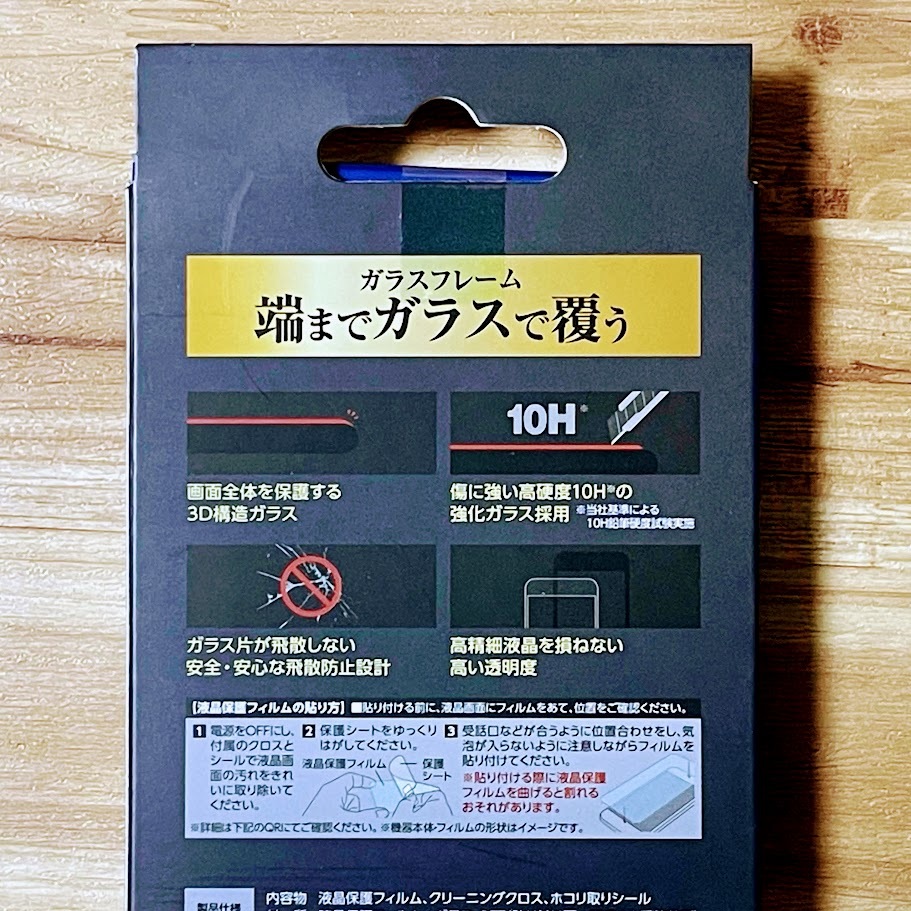 ガラスフレーム
端までガラスで覆う
10H※
画面全体を保護する
3D構造ガラス
傷に強い高硬度10H※の
強化ガラス採用 ※当社基準による
10H鉛筆硬度試験実施
ガラス片が飛散しない
安全・安心な飛散防止設計
高精細液晶を損ねない
高い透明度
【液晶保護フィルムの貼り方】 ■貼り付ける前に、液晶画面にフィルムをあて、位置をご確認ください。
1 電源をOFFにし、
付属のクロスと
シールで液晶画
面の汚れをきれ
いに取り除いて
ください。
2 保護シートをゆっくり
はがしてください。
液晶保護フィルム
保護
シート
3 受話口などが合うように位置合わせをし、気
泡が入らないように注意しながらフィルムを
貼り付けてください。
※貼り付ける際に液晶保護
フィルムを曲げると割れる
おそれがあります。
※詳細は下記のQRにてご確認ください。※機器本体・フィルムの形状はイメージです。
製品仕様
内容物 液晶保護フィルム、クリーニングクロス、ホコリ取りシール